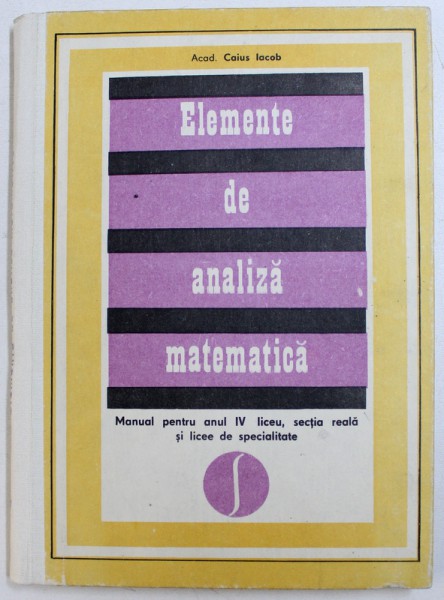 Acad. Caius Iacob
Elemente
de
analiză
matematică
Manual pentru anul IV liceu, secția reală
și licee de specialitate
∫